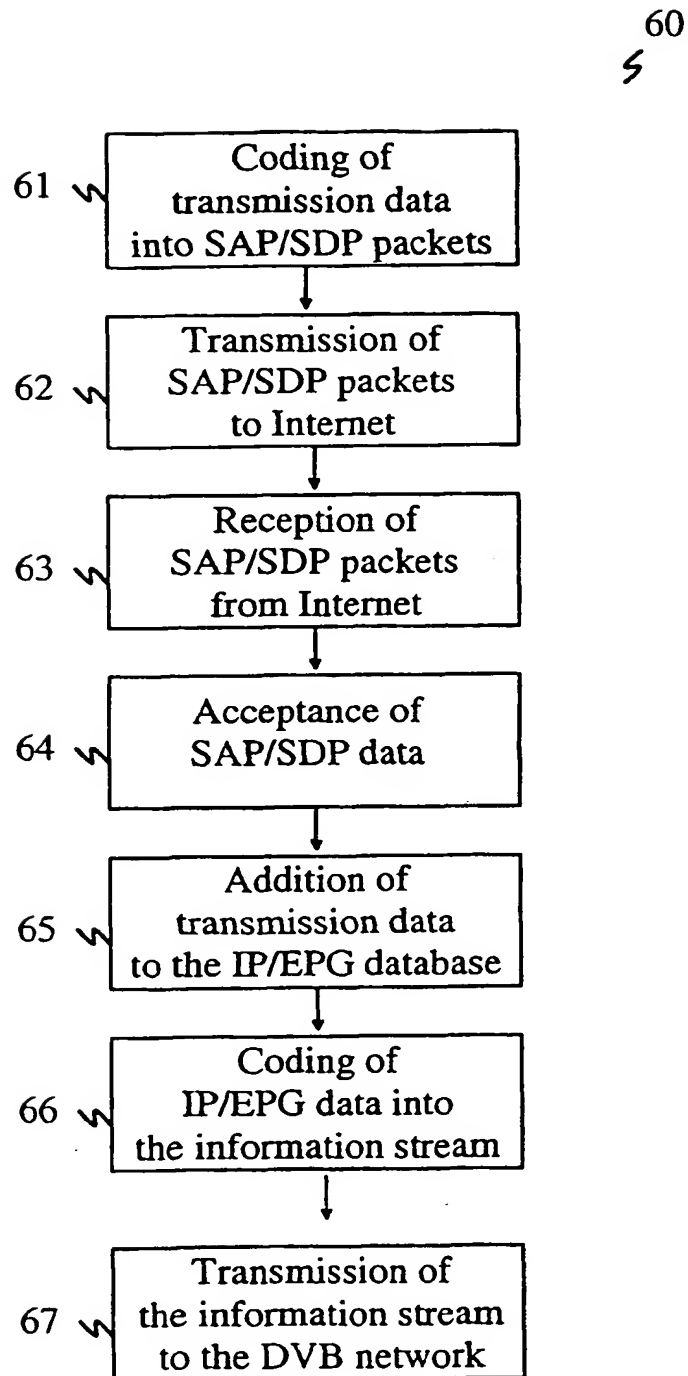 60
61
Coding of
transmission data
into SAP/SDP packets
62
Transmission of
SAP/SDP packets
to Internet
63
Reception of
SAP/SDP packets
from Internet
64
Acceptance of
SAP/SDP data
65
Addition of
transmission data
to the IP/EPG database
66
Coding of
IP/EPG data into
the information stream
67
Transmission of
the information stream
to the DVB network